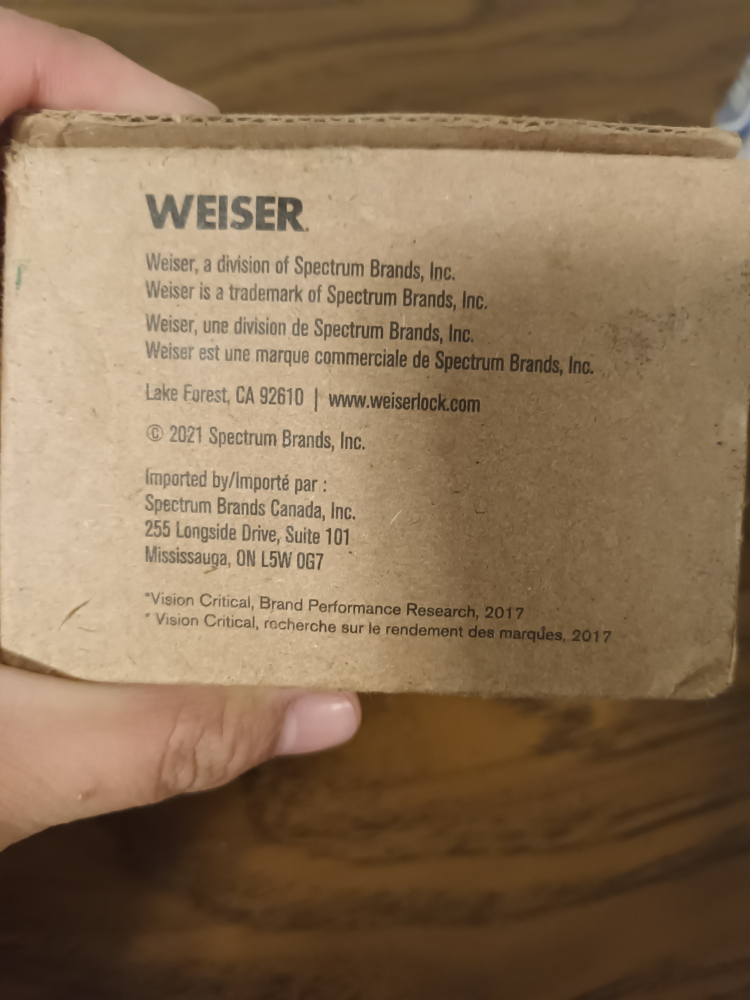 WEISER.
Weiser, a division of Spectrum Brands, Inc.
Weiser is a trademark of Spectrum Brands, Inc.
Weiser, une division de Spectrum Brands, Inc.
Weiser est une marque commerciale de Spectrum Brands, Inc.
Lake Forest, CA 92610 | www.weiserlock.com
© 2021 Spectrum Brands, Inc.
Imported by/Importé par :
Spectrum Brands Canada, Inc.
255 Longside Drive, Suite 101
Mississauga, ON L5W 0G7
*Vision Critical, Brand Performance Research, 2017
* Vision Critical, recherche sur le rendement des marques, 2017